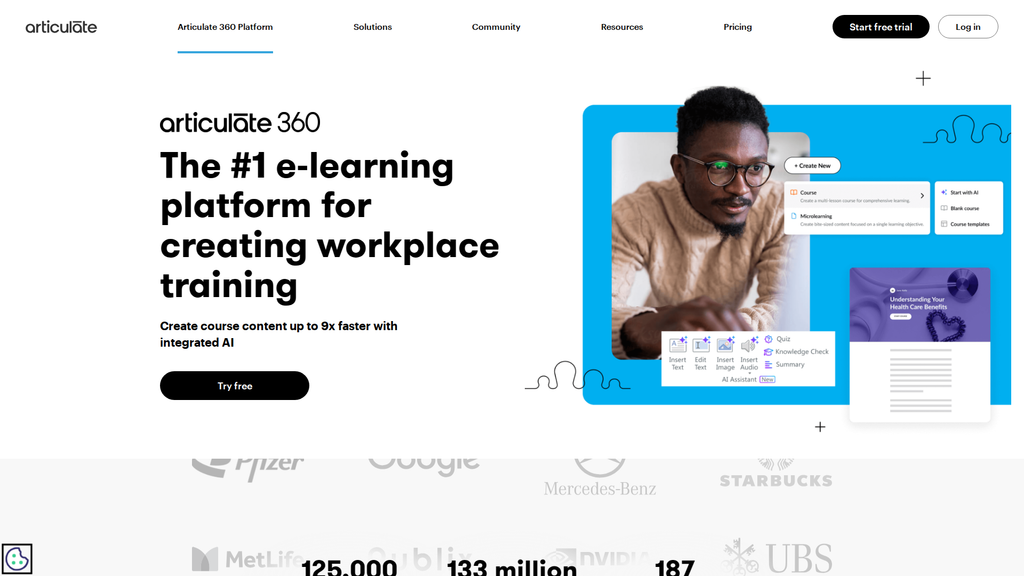 articulate
Articulate 360 Platform
Solutions
Community
Resources
Pricing
Start free trial
Log in
articulate 360
The #1 e-learning
platform for
creating workplace
training
Create course content up to 9x faster with
integrated AI
Try free
+ Create New
Course
Create a multi-lesson course for comprehensive learning.
Microlearning
Create bite-sized content focused on a single learning objective.
Start with AI
Blank course
Course templates
Understanding Your
Health Care Benefits
Insert
Text
Edit
Text
Insert
Image
Insert
Audio
Quiz
Knowledge Check
Summary
AI Assistant New
Pfizer
Google
Mercedes-Benz
STARBUCKS
MetLife
Publix
NVIDIA
UBS
125,000
133 million
187